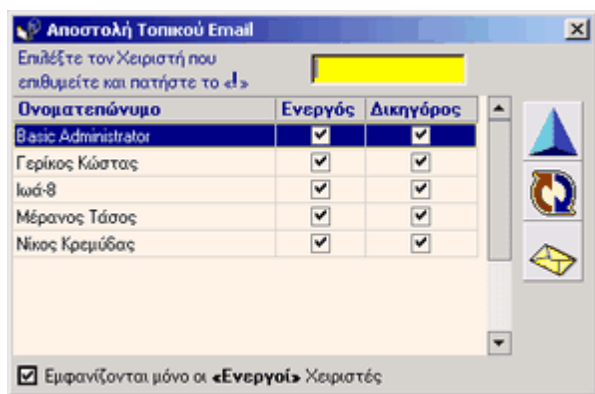 Αποστολή Τοπικού Email
Επιλέξτε τον Χειριστή που
επιθυμείτε και πατήστε το «!»
Ονοματεπώνυμο Ενεργός Δικηγόρος
Basic Administrator
Γερίκος Κώστας
Ιωά-8
Μέρανος Τάσος
Νίκος Κρεμύδας
Εμφανίζονται μόνο οι «Ενεργοί» Χειριστές